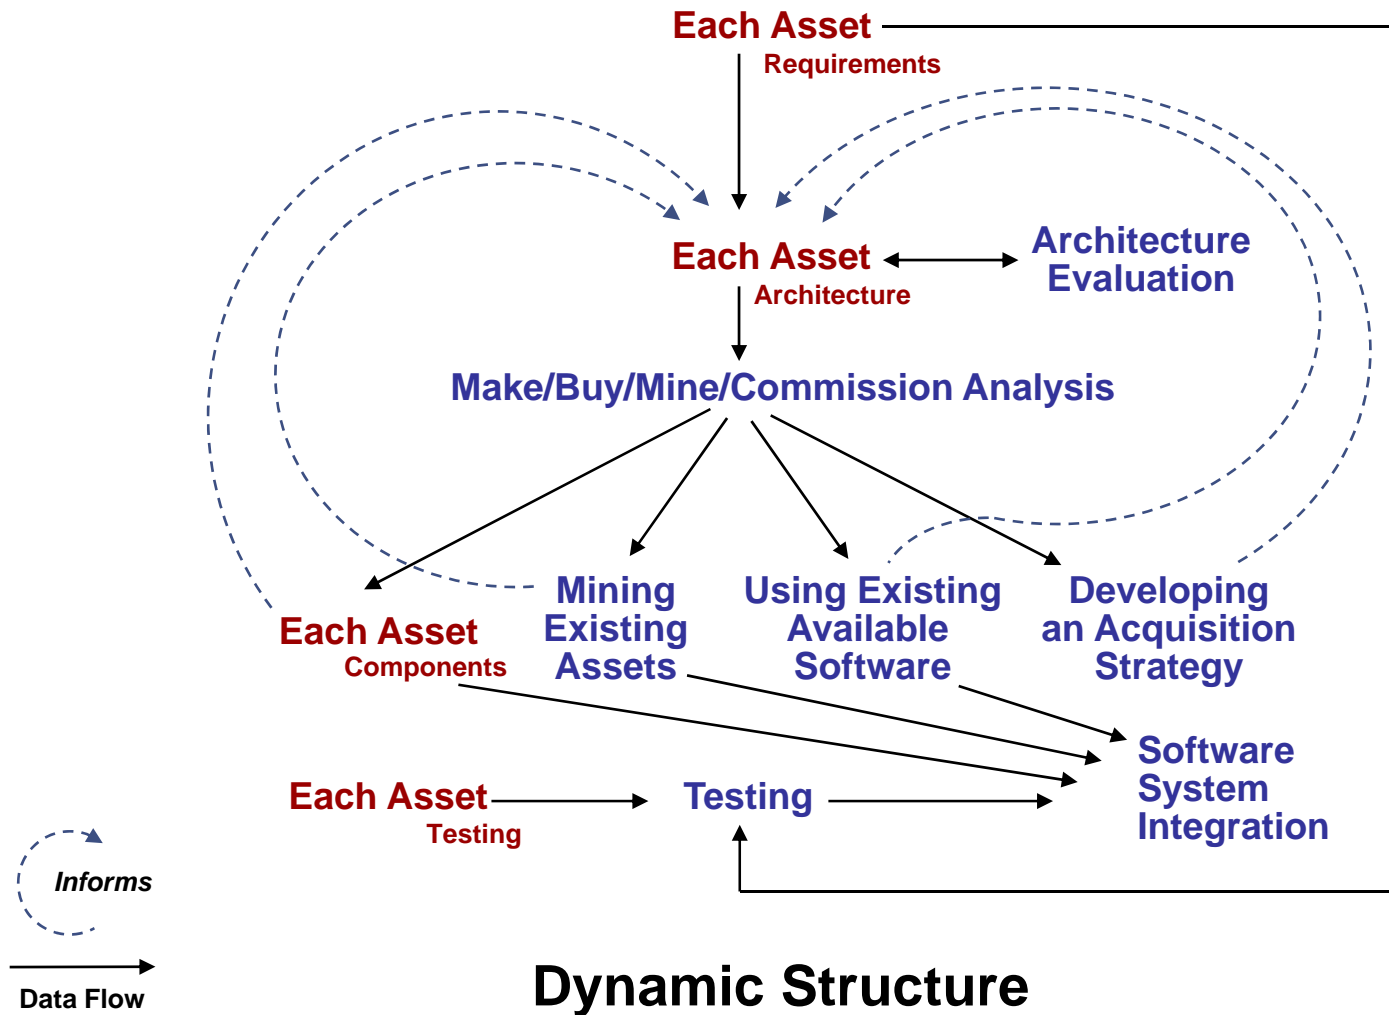 Each Asset
Requirements
Each Asset
Architecture
Architecture
Evaluation
Make/Buy/Mine/Commission Analysis
Each Asset
Components
Mining
Existing
Assets
Using Existing
Available
Software
Developing
an Acquisition
Strategy
Software
System
Integration
Each Asset
Testing
Testing
Informs
Data Flow
Dynamic Structure